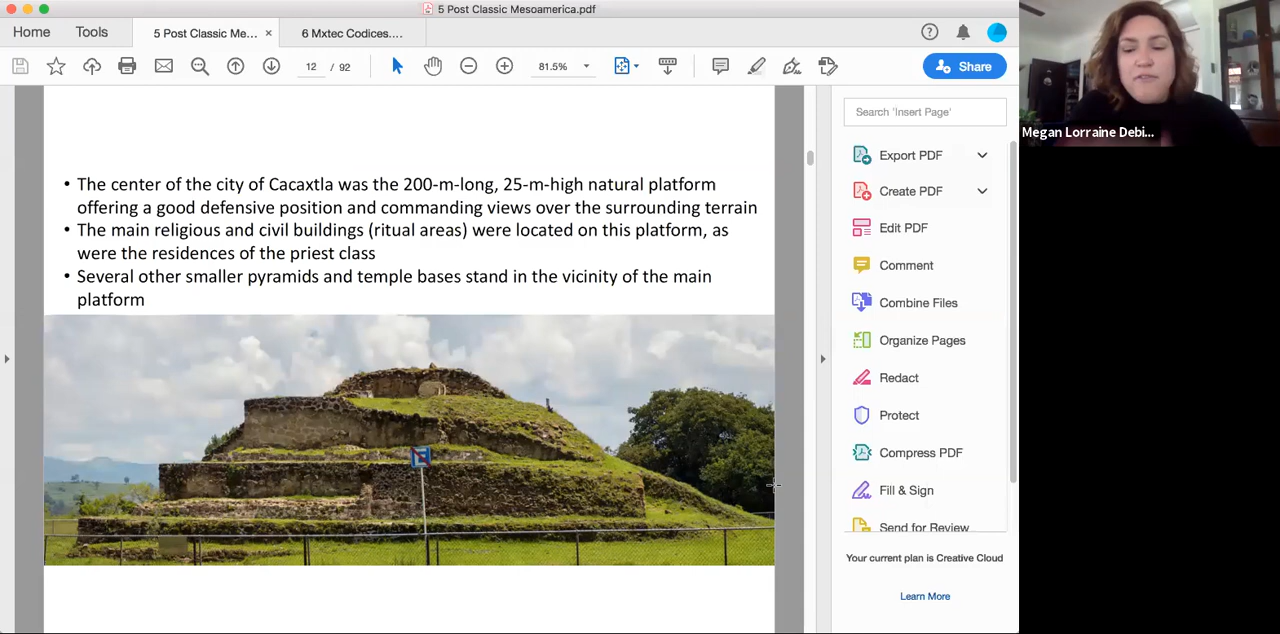 5 Post Classic Mesoamerica.pdf
Home
Tools
5 Post Classic Me... ×
6 Mxtec Codices....
12 / 92
81.5%
Share
• The center of the city of Cacaxtla was the 200-m-long, 25-m-high natural platform
offering a good defensive position and commanding views over the surrounding terrain
• The main religious and civil buildings (ritual areas) were located on this platform, as
were the residences of the priest class
• Several other smaller pyramids and temple bases stand in the vicinity of the main
platform
Search 'Insert Page'
Export PDF
Create PDF
Edit PDF
Comment
Combine Files
Organize Pages
Redact
Protect
Compress PDF
Fill & Sign
Send for Review
Your current plan is Creative Cloud
Learn More
Megan Lorraine Debi...